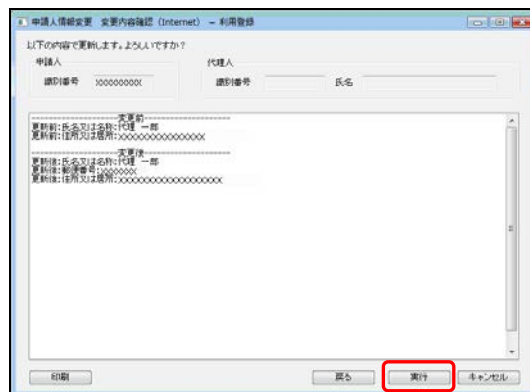 申請人情報変更 変更内容確認（Internet） － 利用登録
以下の内容で更新します。よろしいですか？
申請人
代理人
識別番号 XXXXXXXXX
識別番号
氏名
--------------------変更前--------------------
更新前:氏名又は名称:代理 一郎
更新前:住所又は居所:XXXXXXXXXXXXXXXX
--------------------変更後--------------------
更新後:氏名又は名称:代理 一郎
更新後:郵便番号:XXXXXXX
更新後:住所又は居所:XXXXXXXXXXXXXXXXXXX
印刷
戻る
実行
キャンセル